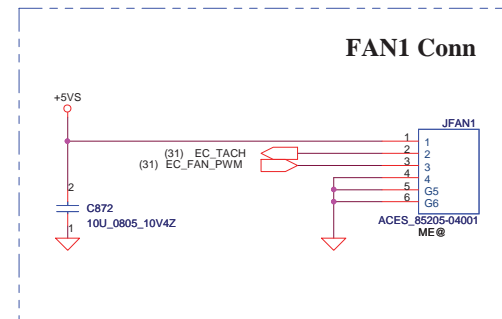 FAN1 Conn
+5VS
JFAN1
1 1
(31) EC_TACH 2 2
(31) EC_FAN_PWM 3 3
4 4
5 G5
6 G6
2
C872
10U_0805_10V4Z
1
ACES_85205-04001
ME@